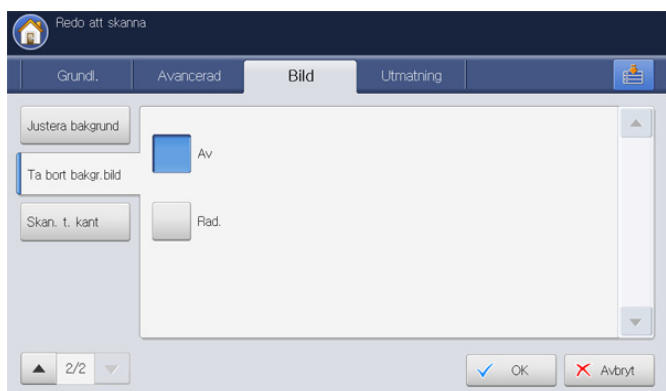 Redo att skanna
Grundl.
Avancerad
Bild
Utmatning
Justera bakgrund
Ta bort bakgr.bild
Skan. t. kant
Av
Rad.
2/2
OK
Avbryt